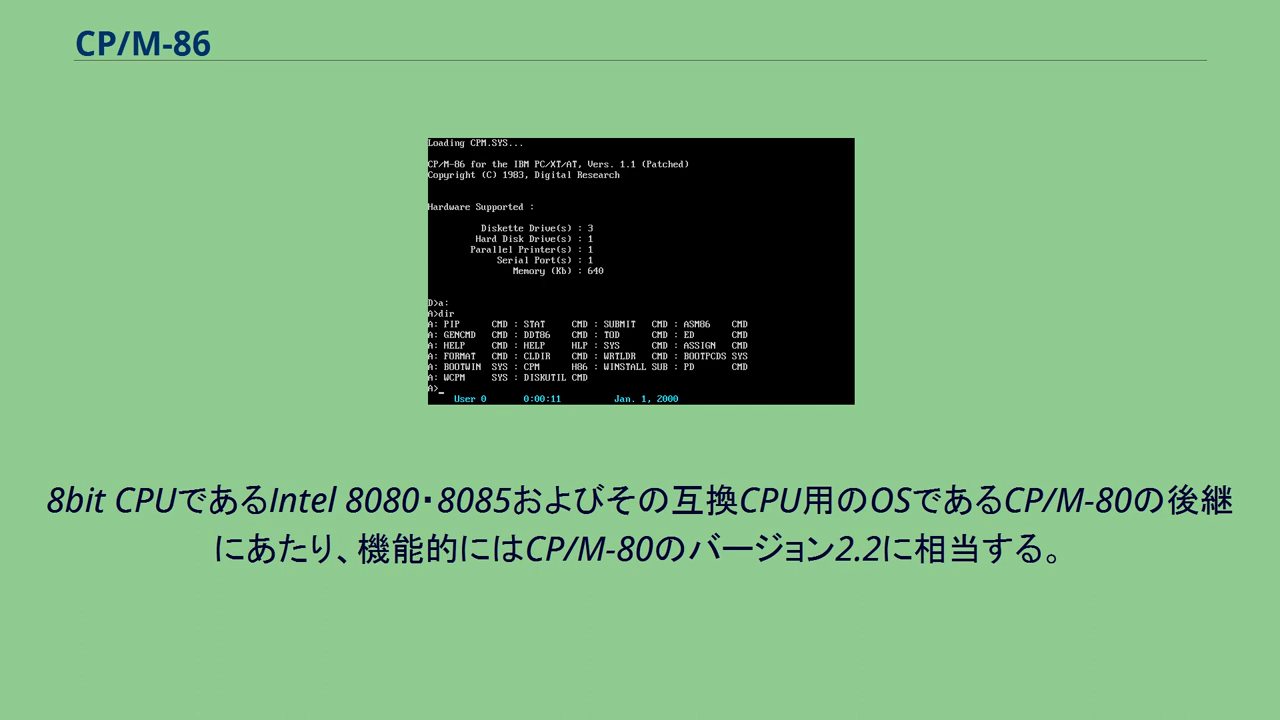 CP/M-86
Loading CPM.SYS...
CP/M-86 for the IBM PC/XT/AT, Vers. 1.1 (Patched)
Copyright (C) 1983, Digital Research
Hardware Supported :
Diskette Drive(s) : 3
Hard Disk Drive(s) : 1
Parallel Printer(s) : 1
Serial Port(s) : 1
Memory (Kb) : 640
D>a:
A>dir
A: PIP CMD : STAT CMD : SUBMIT CMD : ASM86 CMD
A: GENCMD CMD : DDT86 CMD : TOD CMD : ED CMD
A: HELP CMD : HELP HLP : SYS CMD : ASSIGN CMD
A: FORMAT CMD : CLDIR CMD : WRTLDR CMD : BOOTPCDS SYS
A: BOOTWIN SYS : CPM H86 : WINSTALL SUB : PD CMD
A: WCPM SYS : DISKUTIL CMD
A>_
User 0 0:00:11 Jan. 1, 2000
8bit CPUであるIntel 8080・8085およびその互換CPU用のOSであるCP/M-80の後継
にあたり、機能的にはCP/M-80のバージョン2.2に相当する。